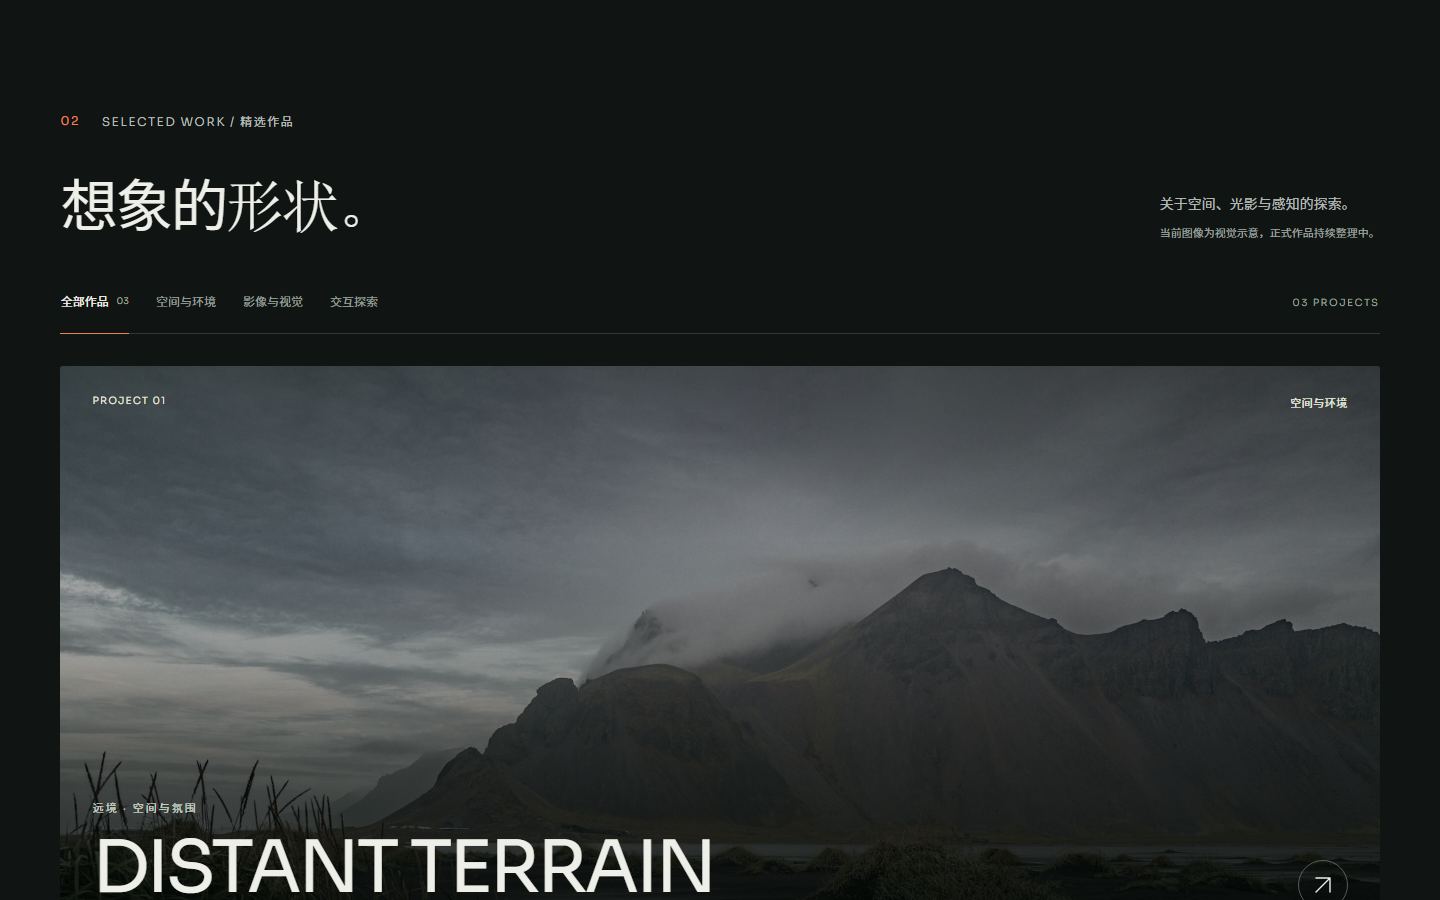 02 SELECTED WORK / 精选作品
想象的形状。
关于空间、光影与感知的探索。
当前图像为视觉示意，正式作品持续整理中。
全部作品 03 空间与环境 影像与视觉 交互探索 03 PROJECTS
PROJECT 01 空间与环境
远境 · 空间与氛围
DISTANT TERRAIN